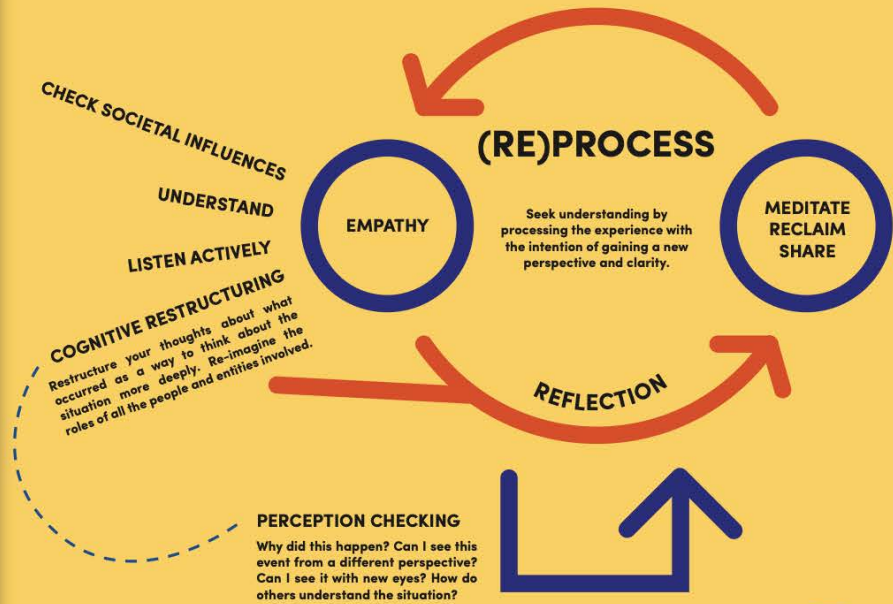 CHECK SOCIETAL INFLUENCES
UNDERSTAND
LISTEN ACTIVELY
COGNITIVE RESTRUCTURING
Restructure your thoughts about what
occurred as a way to think about the
situation more deeply. Re-imagine the
roles of all the people and entities involved.
EMPATHY
(RE)PROCESS
Seek understanding by
processing the experience with
the intention of gaining a new
perspective and clarity.
MEDITATE
RECLAIM
SHARE
REFLECTION
PERCEPTION CHECKING
Why did this happen? Can I see this
event from a different perspective?
Can I see it with new eyes? How do
others understand the situation?